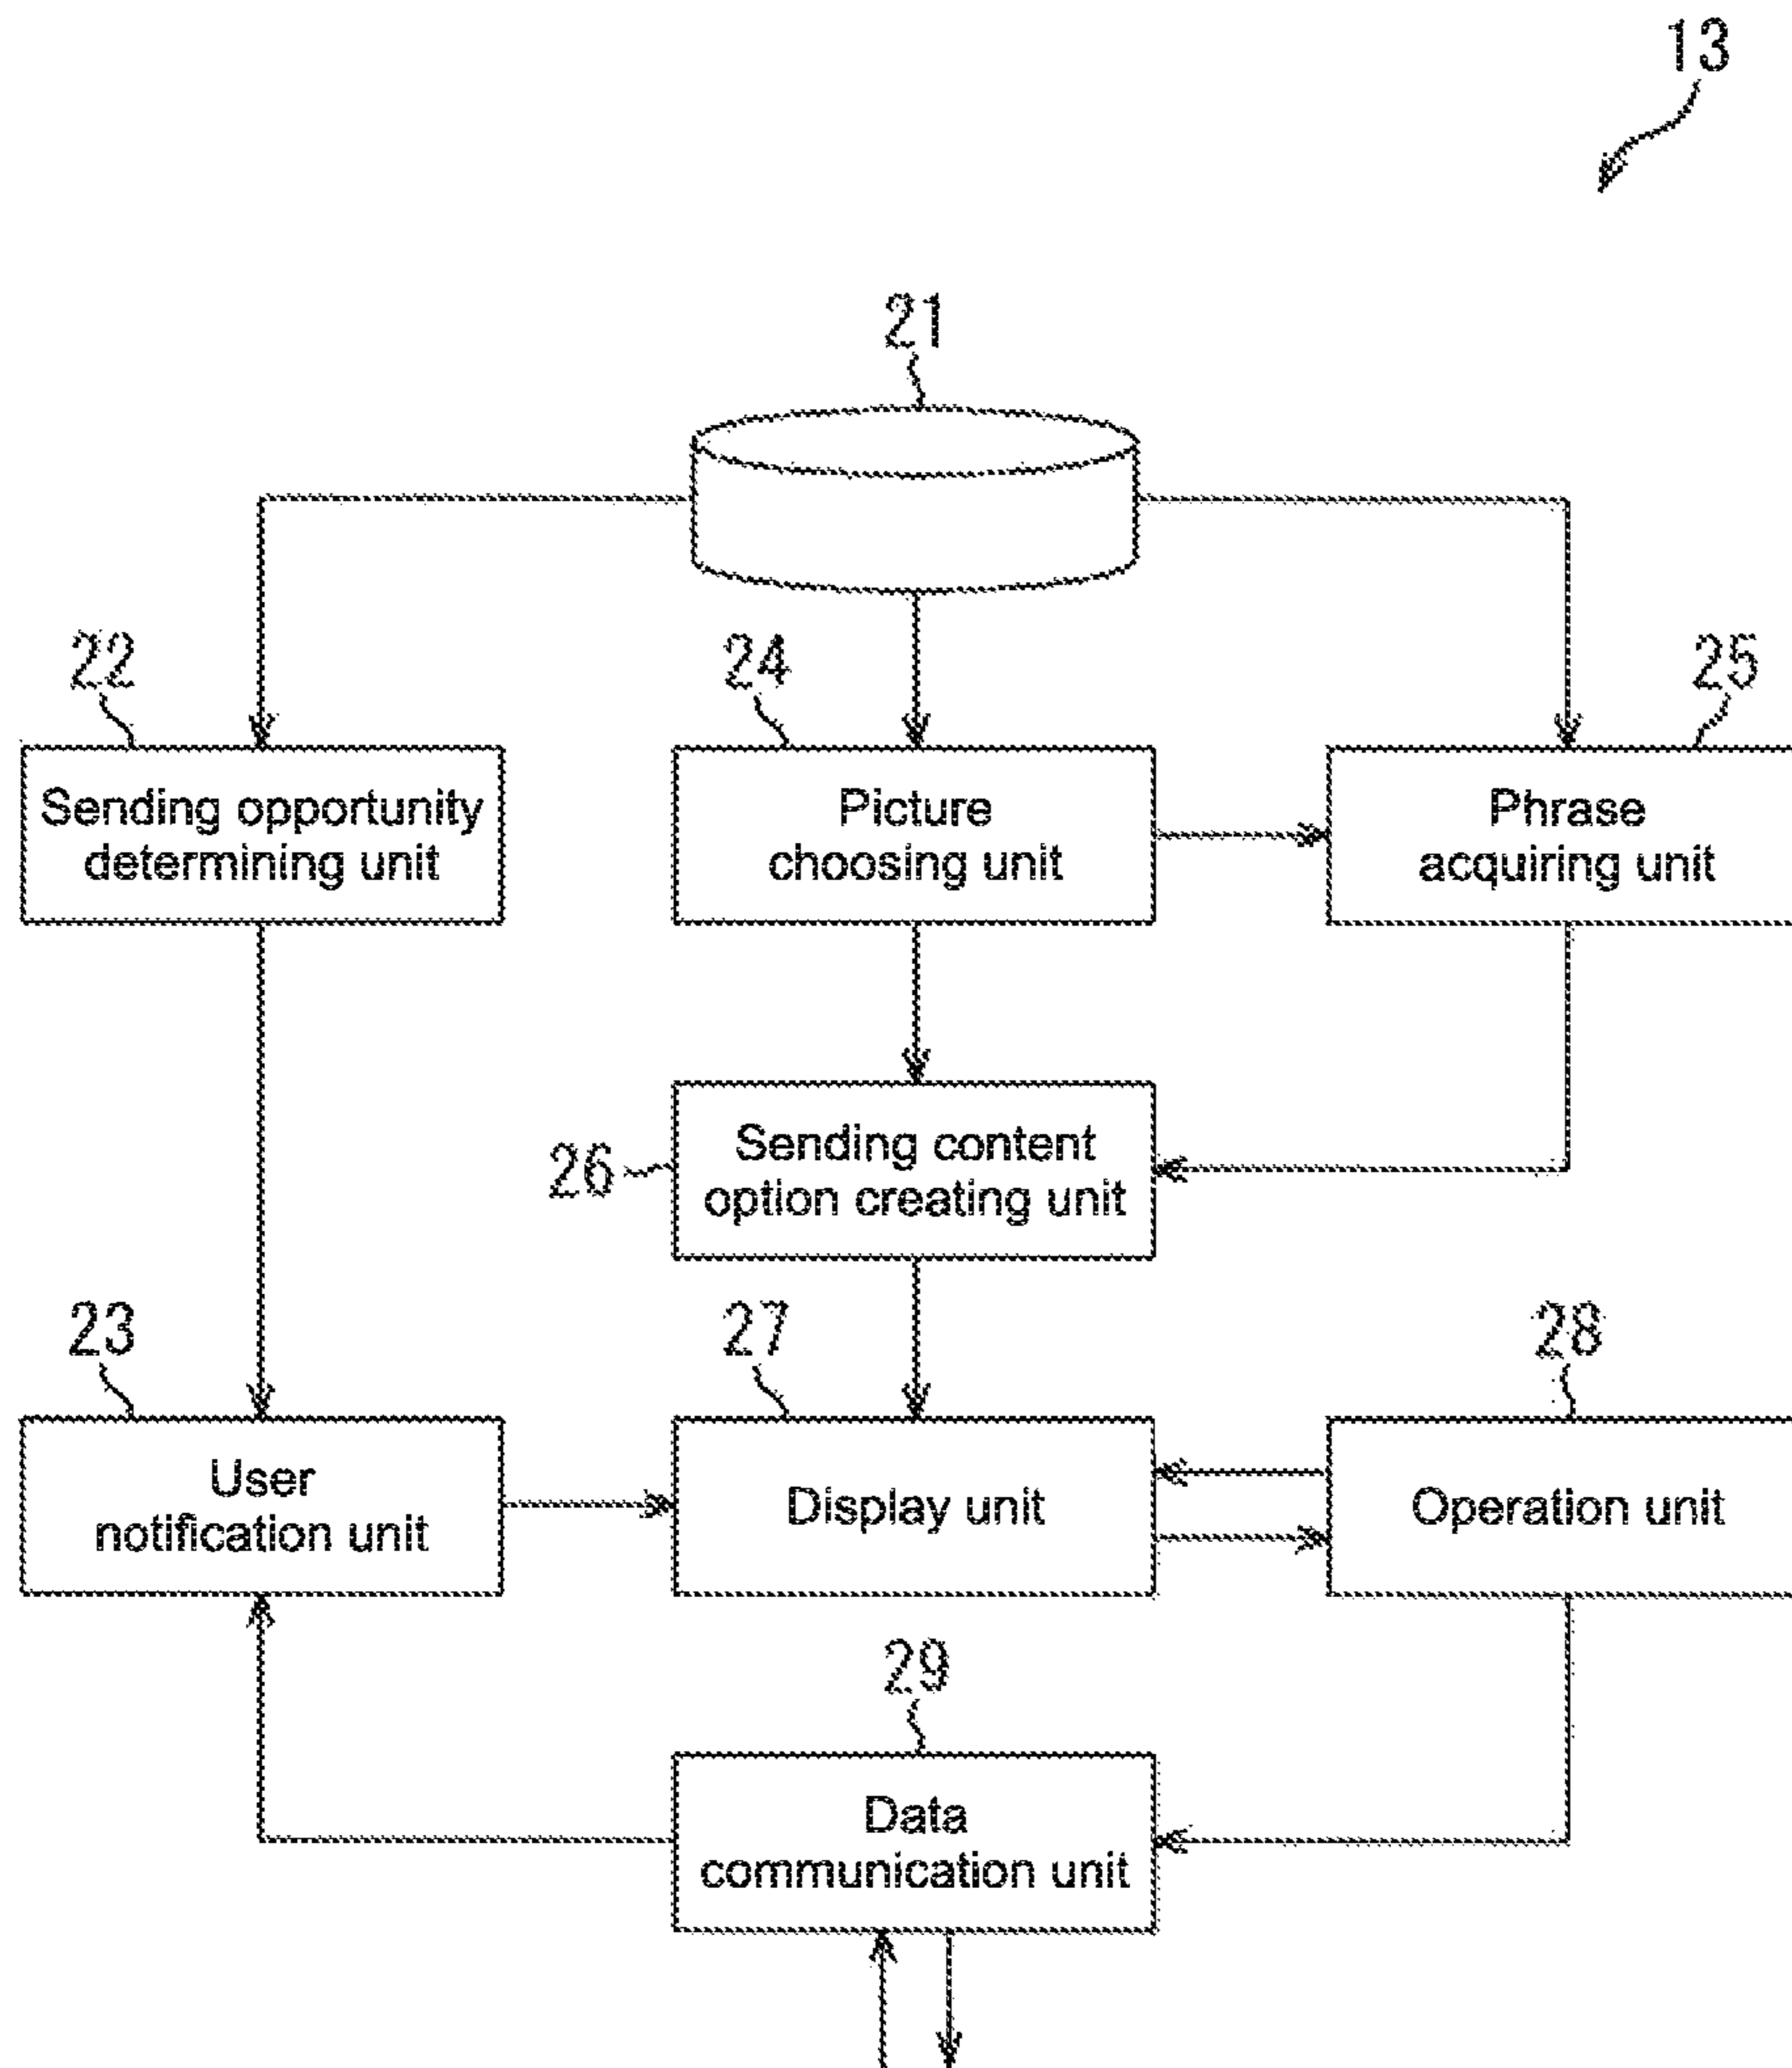 13
21
22
24
25
Sending opportunity
determining unit
Picture
choosing unit
Phrase
acquiring unit
26
Sending content
option creating unit
23
27
28
User
notification unit
Display unit
Operation unit
29
Data
communication unit